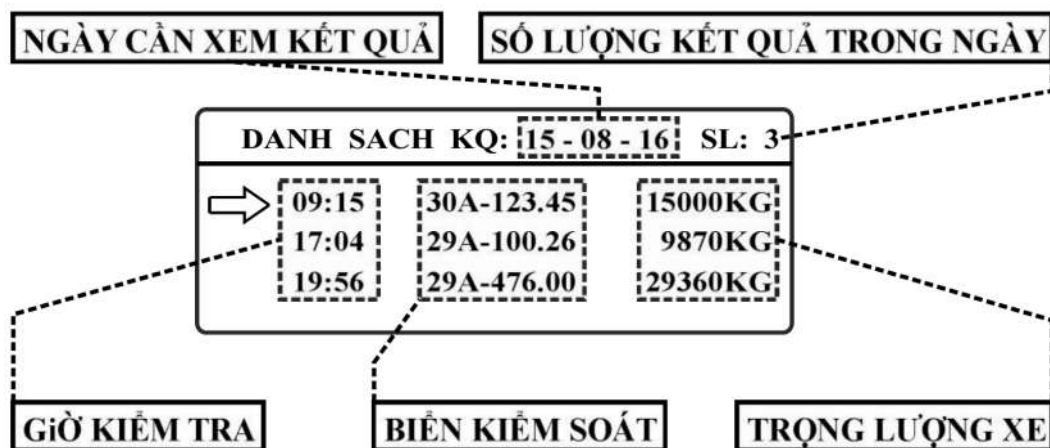 NGÀY CẦN XEM KẾT QUẢ
SỐ LƯỢNG KẾT QUẢ TRONG NGÀY
DANH SACH KQ: 15 - 08 - 16 SL: 3
09:15 30A-123.45 15000KG
17:04 29A-100.26 9870KG
19:56 29A-476.00 29360KG
GiỜ KIỂM TRA
BIỂN KIỂM SOÁT
TRỌNG LƯỢNG XE